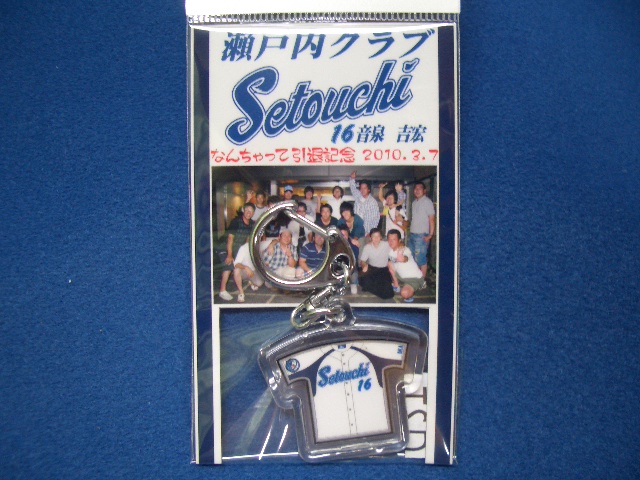 瀬戸内クラブ
Setouchi
16 音泉 吉宏
なんちゃって引退記念 2010.3.7
Setouchi
16